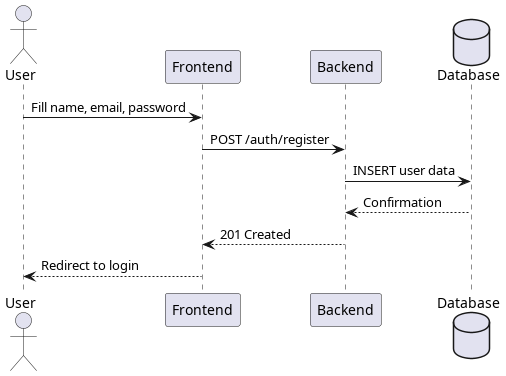 User
Frontend
Backend
Database
Fill name, email, password
POST /auth/register
INSERT user data
Confirmation
201 Created
Redirect to login
User
Frontend
Backend
Database